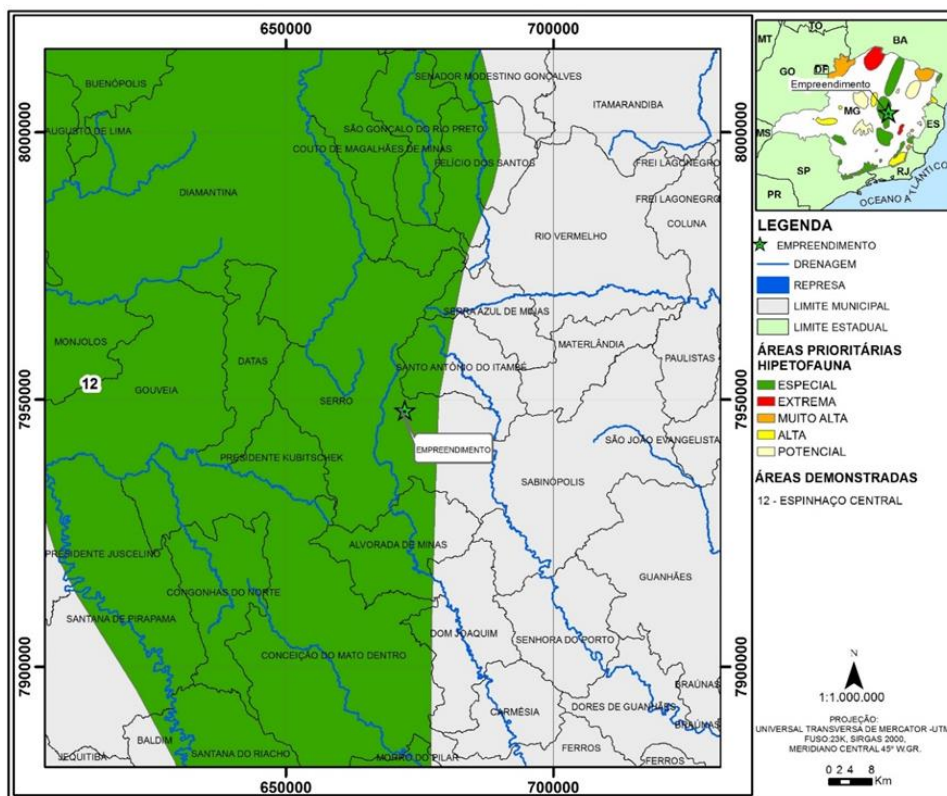 650000
700000
8000000
7950000
7900000
8000000
7950000
7900000
650000
700000
BUENÓPOLIS
SENADOR MODESTINO GONÇALVES
ITAMARANDIBA
AUGUSTO DE LIMA
SÃO GONÇALO DO RIO PRETO
COUTO DE MAGALHÃES DE MINAS
FELÍCIO DOS SANTOS
FREI LAGONEGRO
DIAMANTINA
FREI LAGONEGRO
COLUNA
RIO VERMELHO
SERRA AZUL DE MINAS
MONJOLOS
DATAS
MATERLÂNDIA
PAULISTAS
SANTO ANTÔNIO DO ITAMBÉ
12
GOUVEIA
SERRO
SÃO JOÃO EVANGELISTA
EMPREENDIMENTO
PRESIDENTE KUBITSCHEK
SABINÓPOLIS
ALVORADA DE MINAS
PRESIDENTE JUSCELINO
GUANHÃES
CONGONHAS DO NORTE
SANTANA DE PIRAPAMA
DOM JOAQUIM
SENHORA DO PORTO
CONCEIÇÃO DO MATO DENTRO
BRAÚNAS
DORES DE GUANHÃES
CARMÉSIA
BRAÚNAS
BALDIM
JEQUITIBÁ
SANTANA DO RIACHO
MORRO DO PILAR
FERROS
FERROS
TO
MT
BA
GO
DF
Empreendimento
MG
ES
MS
SP
RJ
PR
OCEANO ATLÂNTICO
LEGENDA
EMPREENDIMENTO
DRENAGEM
REPRESA
LIMITE MUNICIPAL
LIMITE ESTADUAL
ÁREAS PRIORITÁRIAS
HIPETOFAUNA
ESPECIAL
EXTREMA
MUITO ALTA
ALTA
POTENCIAL
ÁREAS DEMONSTRADAS
12 - ESPINHAÇO CENTRAL
N
1:1.000.000
PROJEÇÃO:
UNIVERSAL TRANSVERSA DE MERCATOR -UTM
FUSO:23K, SIRGAS 2000,
MERIDIANO CENTRAL 45º W.GR.
0 2 4 8
Km